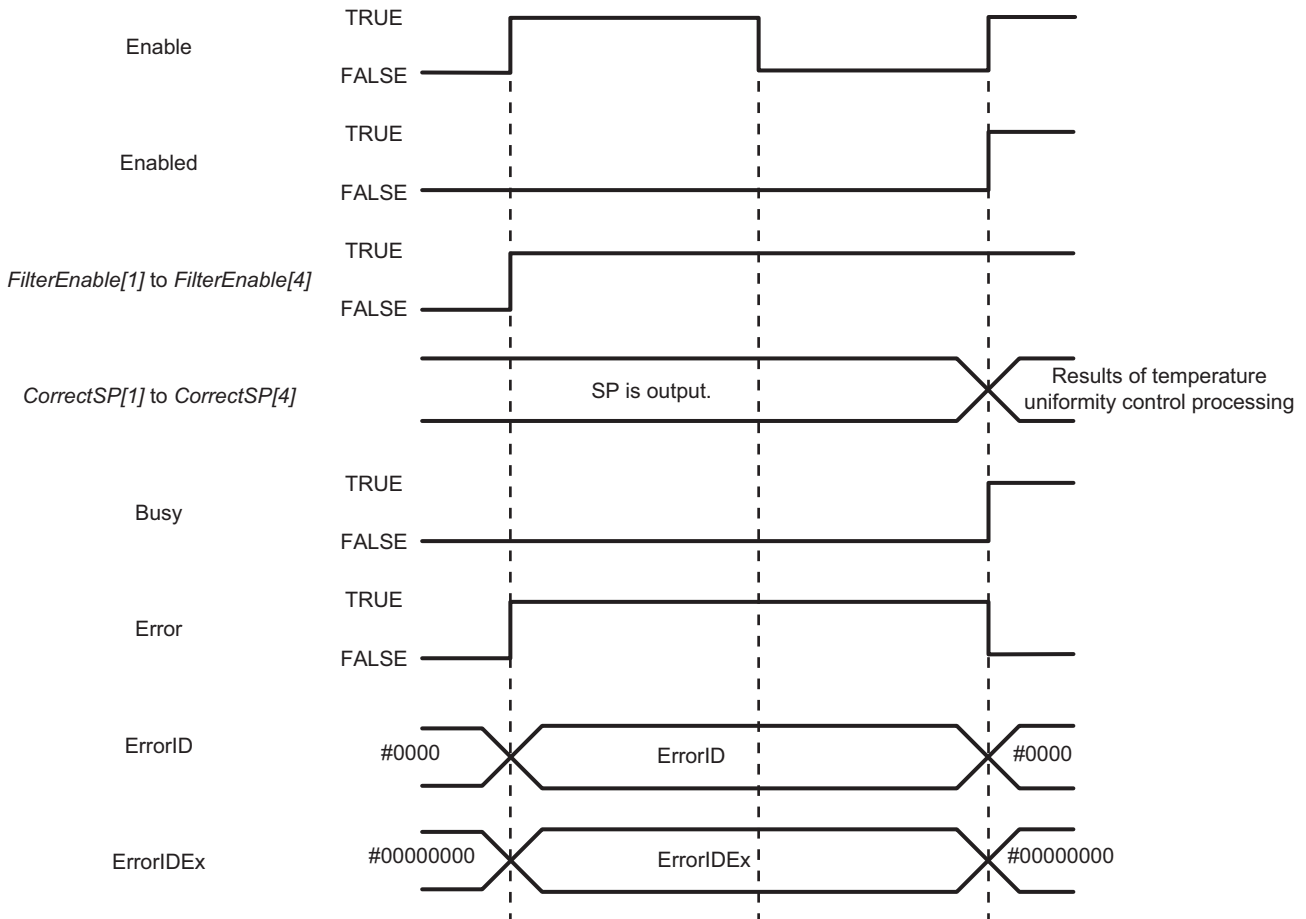 TRUE
Enable
FALSE
TRUE
Enabled
FALSE
TRUE
FilterEnable[1] to FilterEnable[4]
FALSE
CorrectSP[1] to CorrectSP[4]
SP is output.
Results of temperature
uniformity control processing
TRUE
Busy
FALSE
TRUE
Error
FALSE
ErrorID
#0000
ErrorID
#0000
ErrorIDEx
#00000000
ErrorIDEx
#00000000